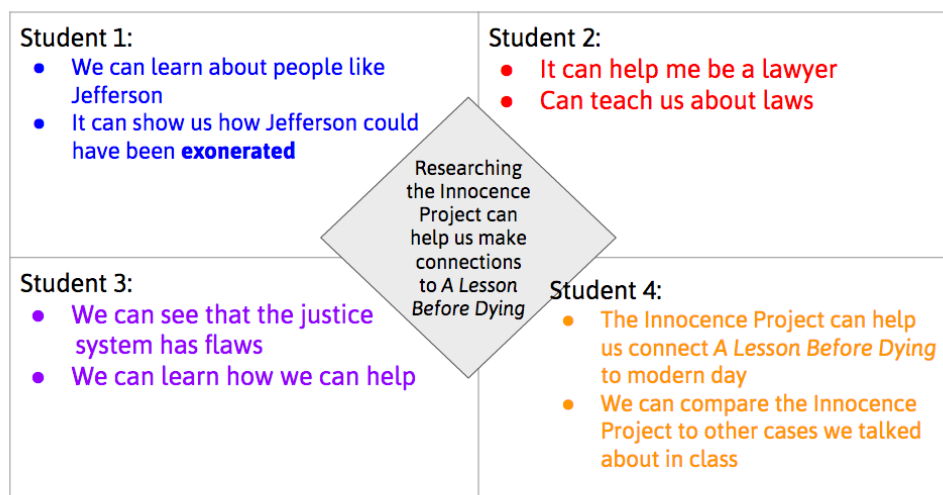 Student 1:
● We can learn about people like
Jefferson
● It can show us how Jefferson could
have been exonerated
Student 2:
● It can help me be a lawyer
● Can teach us about laws
Researching
the Innocence
Project can
help us make
connections
to A Lesson
Before Dying
Student 3:
● We can see that the justice
system has flaws
● We can learn how we can help
Student 4:
● The Innocence Project can help
us connect A Lesson Before Dying
to modern day
● We can compare the Innocence
Project to other cases we talked
about in class